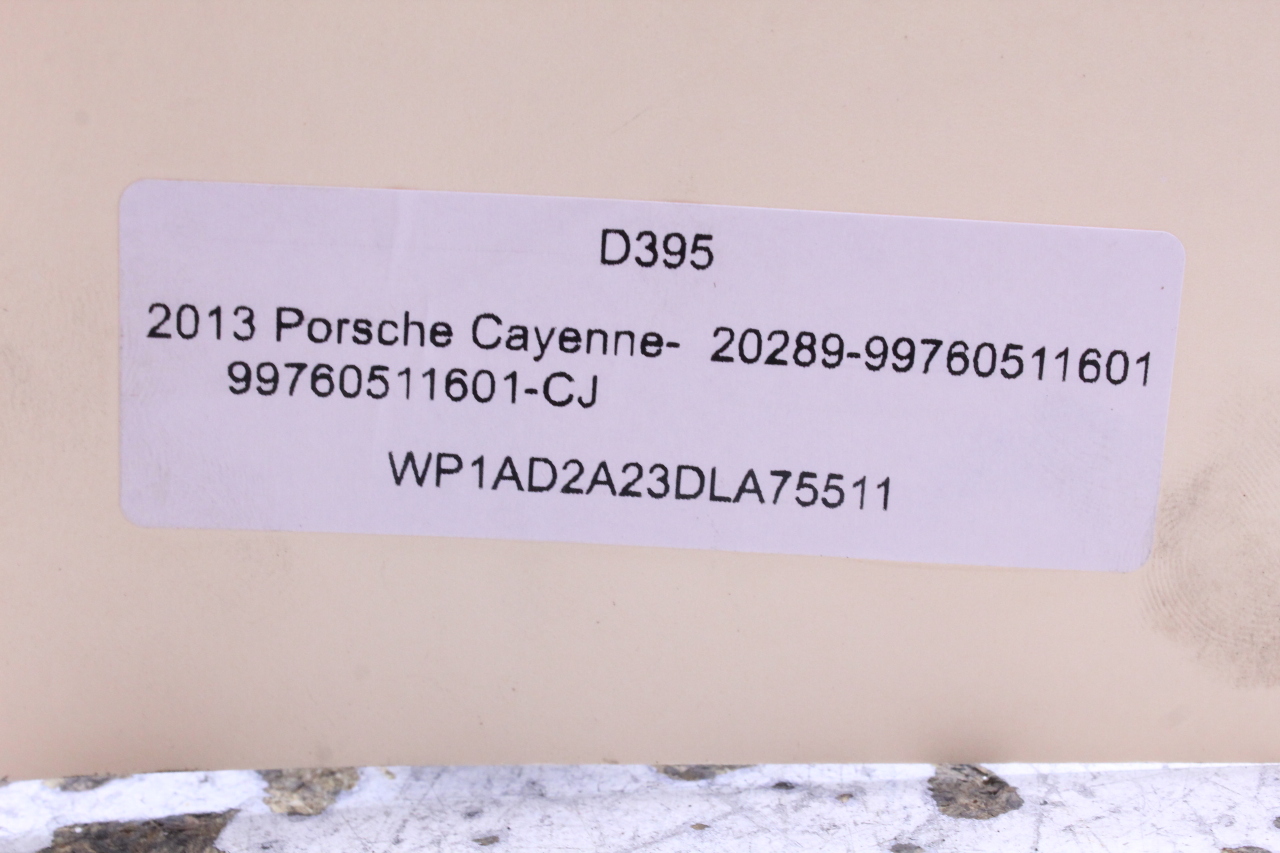 D395
2013 Porsche Cayenne- 20289-99760511601
99760511601-CJ
WP1AD2A23DLA75511